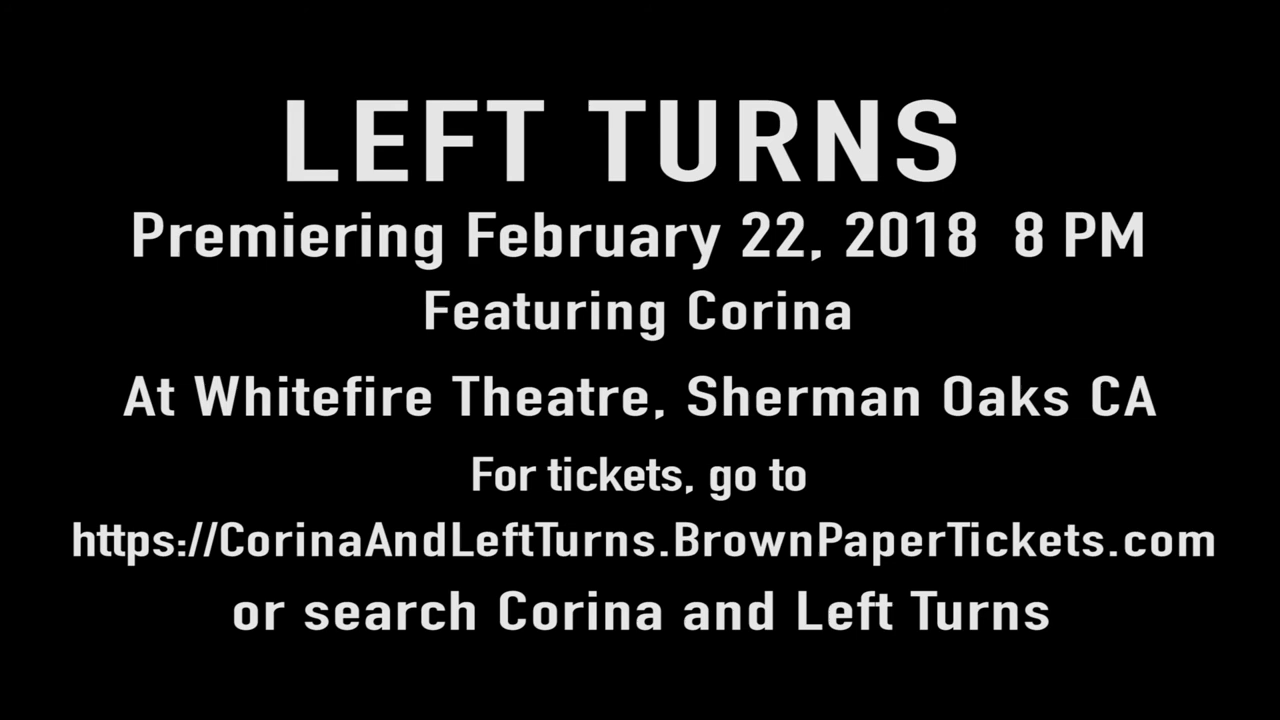 LEFT TURNS
Premiering February 22, 2018  8 PM
Featuring Corina
At Whitefire Theatre, Sherman Oaks CA
For tickets, go to
https://CorinaAndLeftTurns.BrownPaperTickets.com
or search Corina and Left Turns